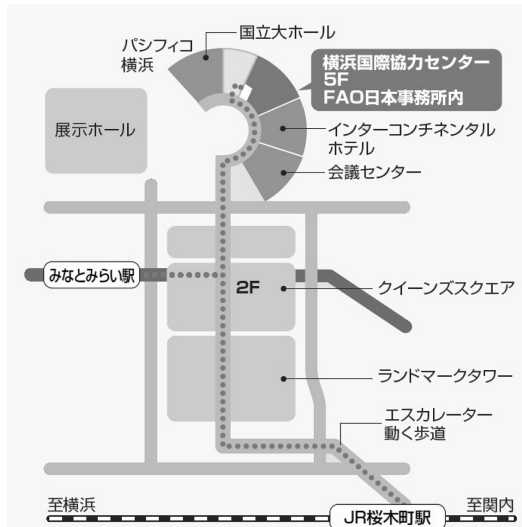 国立大ホール
パシフィコ
横浜
横浜国際協力センター
5F
FAO日本事務所内
展示ホール
インターコンチネンタル
ホテル
会議センター
みなとみらい駅
2F
クイーンズスクエア
ランドマークタワー
エスカレーター
動く歩道
至横浜
至関内
JR桜木町駅